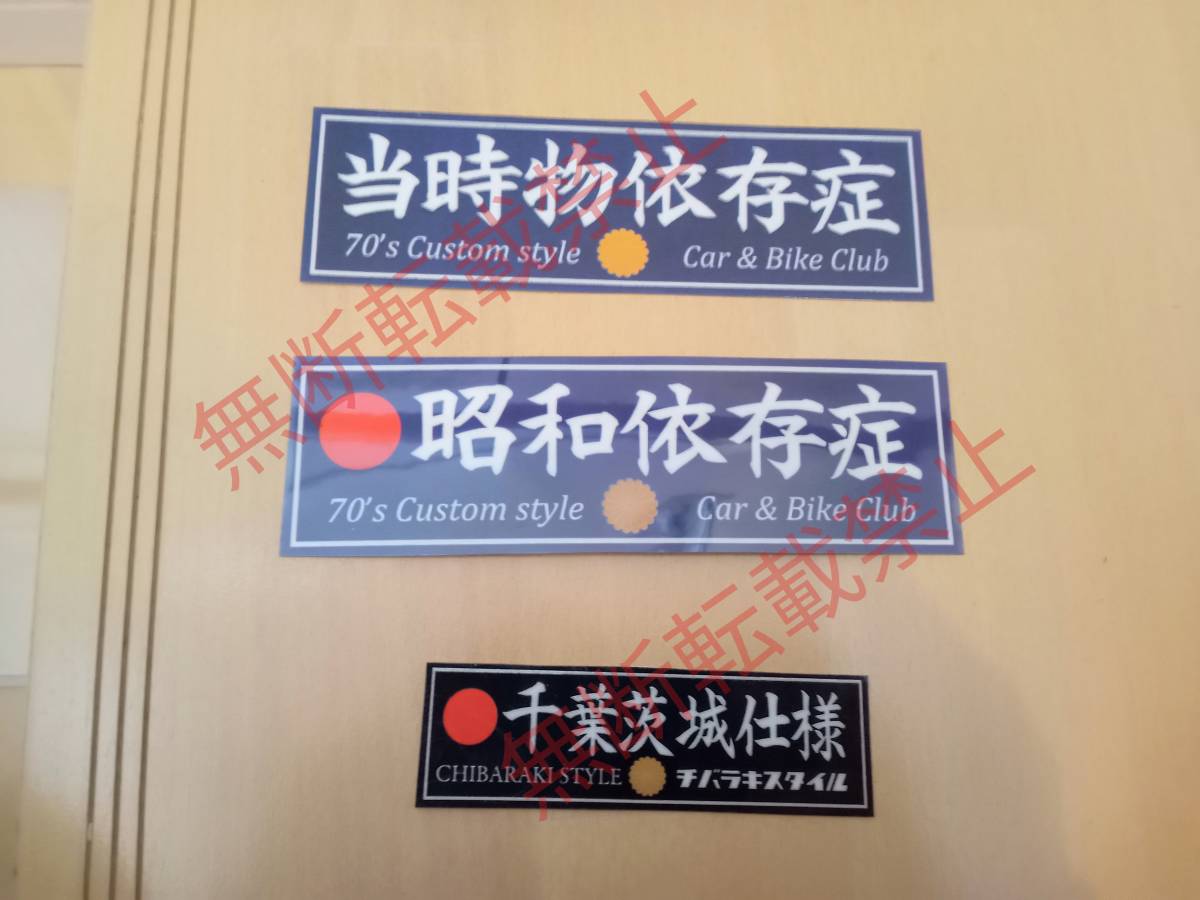 当時物依存症
70's Custom style Car & Bike Club
昭和依存症
70's Custom style Car & Bike Club
千葉茨城仕様
CHIBARAKI STYLE チバラキスタイル
無断転載禁止
無断転載禁止